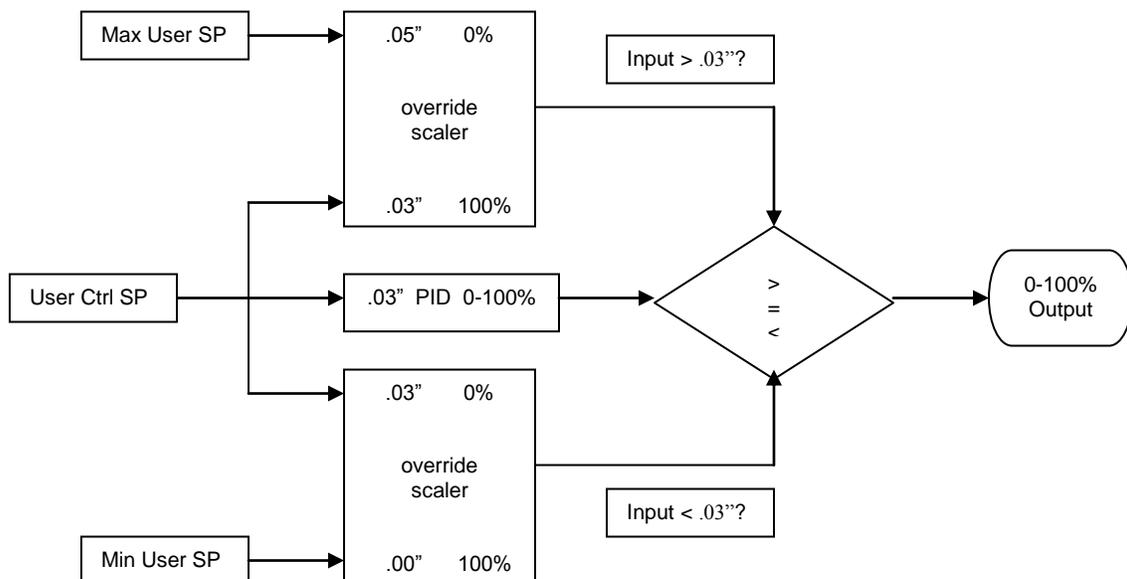 Max User SP
.05” 0%
override
scaler
.03” 100%
Input > .03”?
User Ctrl SP
.03” PID 0-100%
>
=
<
0-100%
Output
.03” 0%
override
scaler
.00” 100%
Input < .03”?
Min User SP